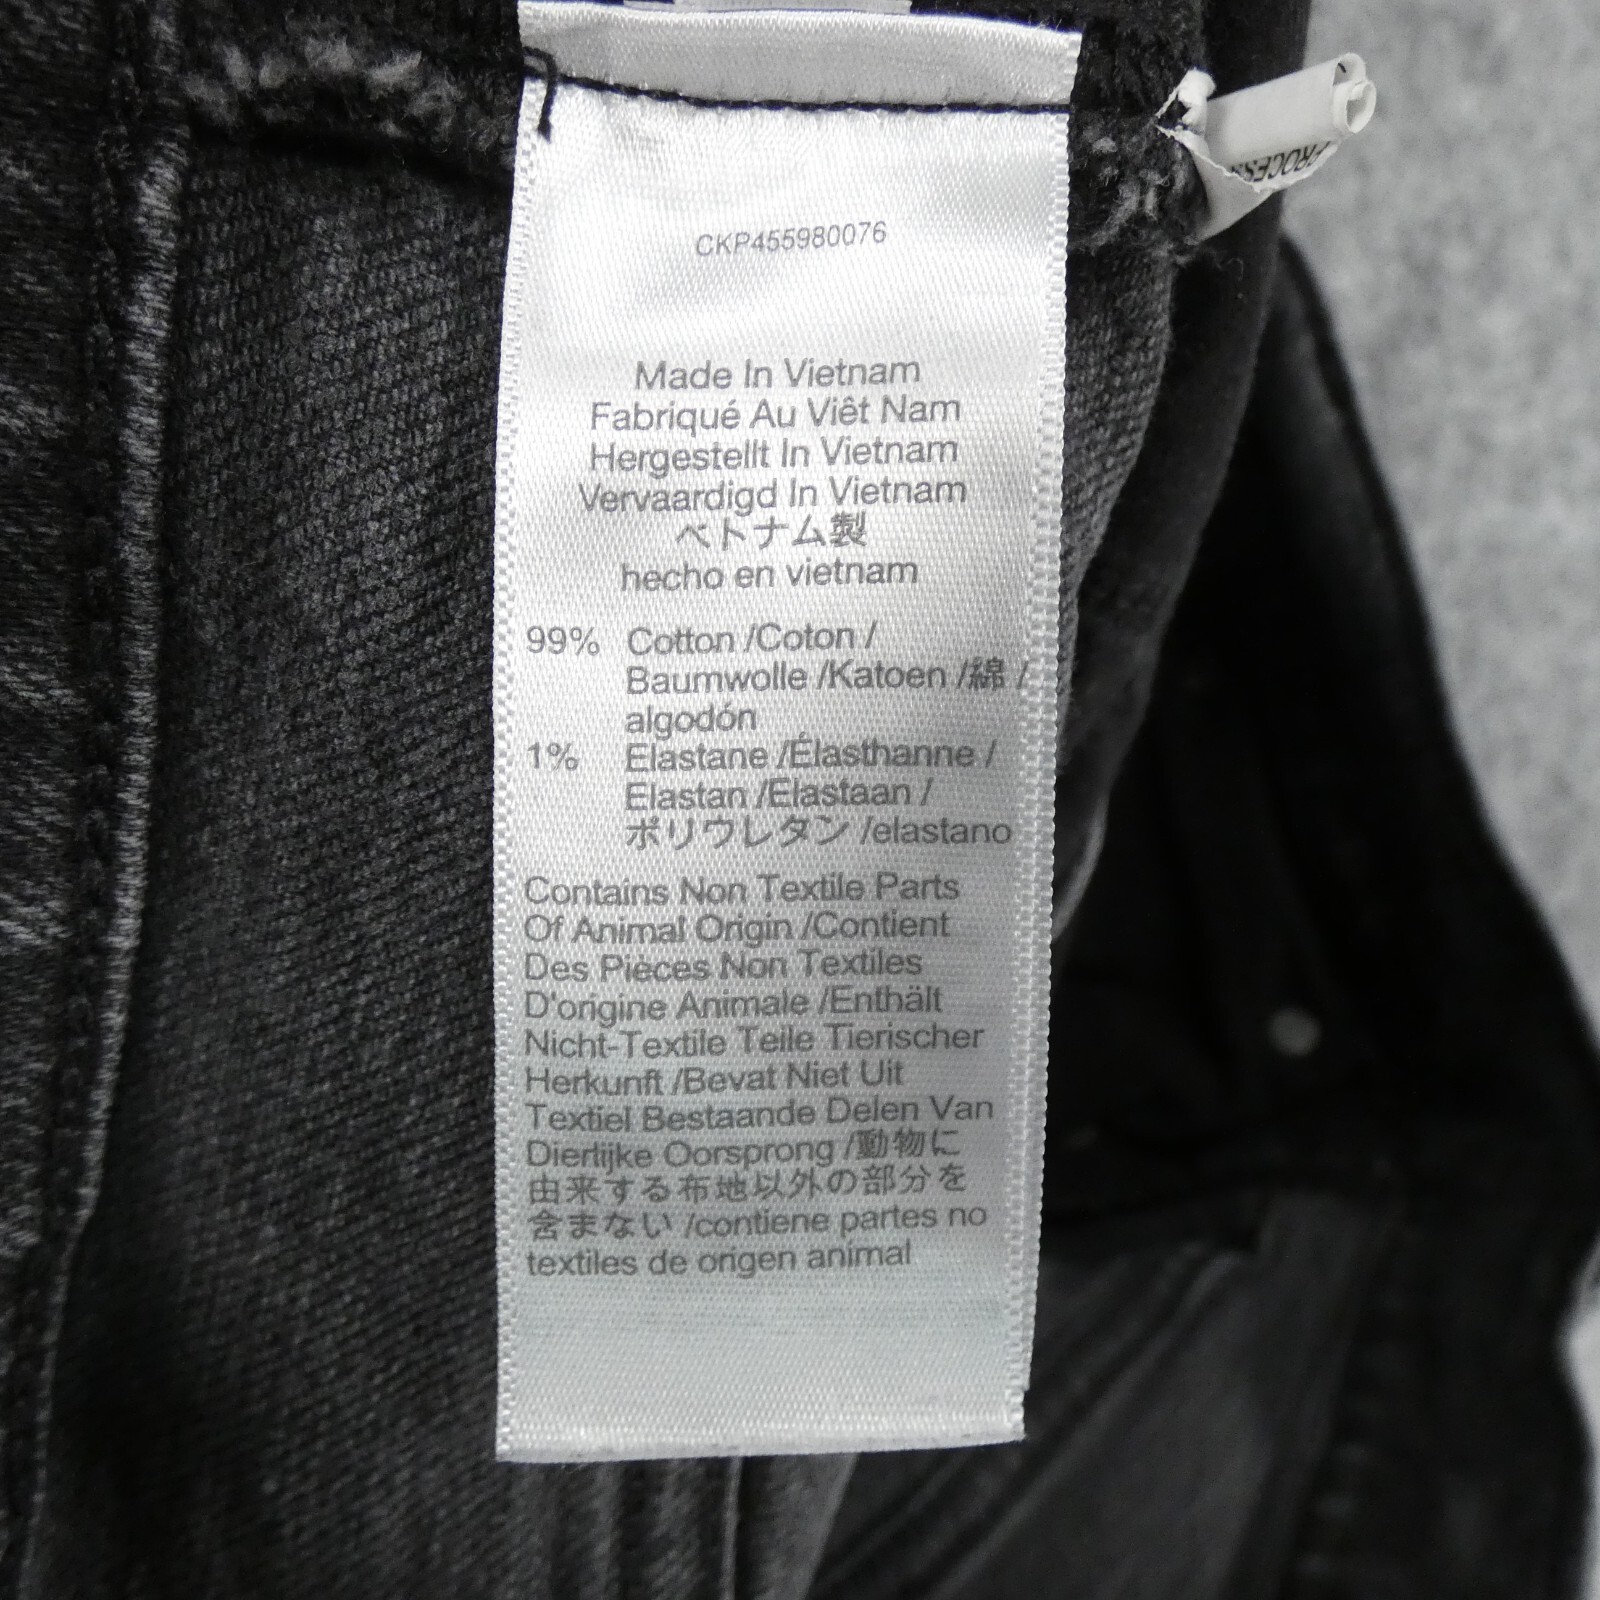 PROCES
CKP455980076
Made In Vietnam
Fabriqué Au Viêt Nam
Hergestellt In Vietnam
Vervaardigd In Vietnam
ベトナム製
hecho en vietnam
99% Cotton /Coton /
Baumwolle /Katoen /綿 /
algodón
1% Elastane /Élasthanne /
Elastan /Elastaan /
ポリウレタン /elastano
Contains Non Textile Parts
Of Animal Origin /Contient
Des Pièces Non Textiles
D'origine Animale /Enthält
Nicht-Textile Teile Tierischer
Herkunft /Bevat Niet Uit
Textiel Bestaande Delen Van
Dierlijke Oorsprong /動物に
由来する布地以外の部分を
含まない /contiene partes no
textiles de origen animal